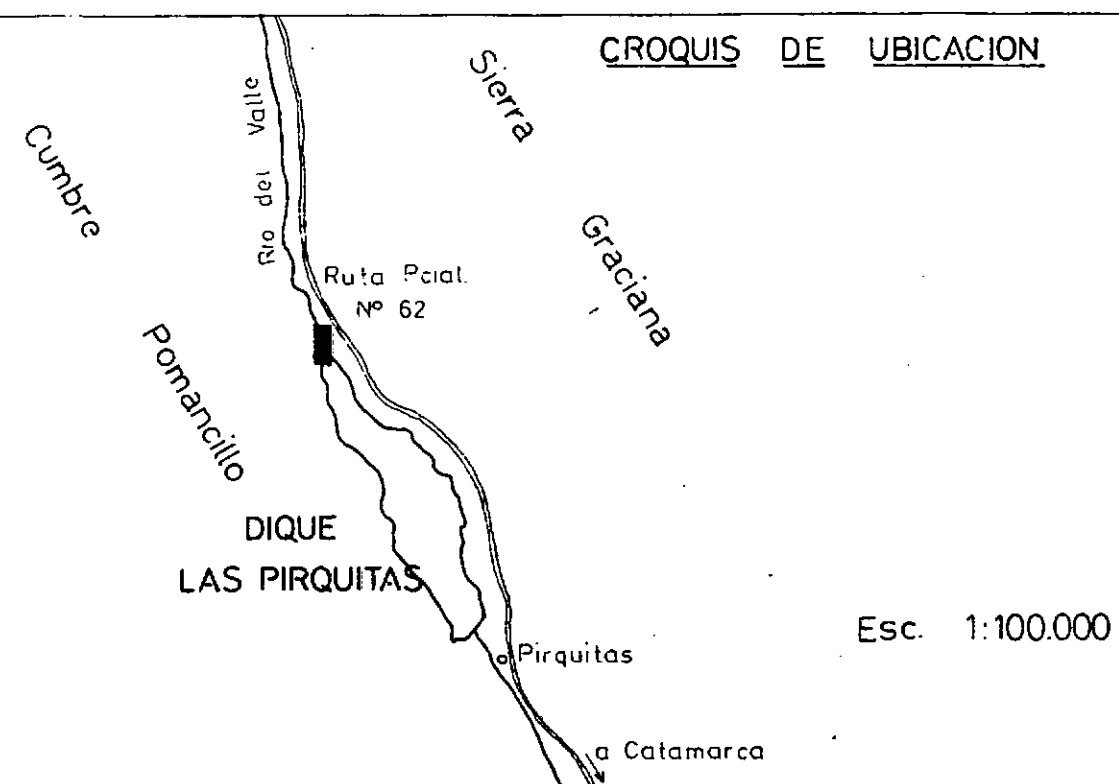 CROQUIS DE UBICACION
Sierra
Graciana
Cumbre
Pomancillo
Rio del Valle
Ruta Pcial.
Nº 62
DIQUE
LAS PIRQUITAS
Esc. 1:100.000
Pirquitas
a Catamarca